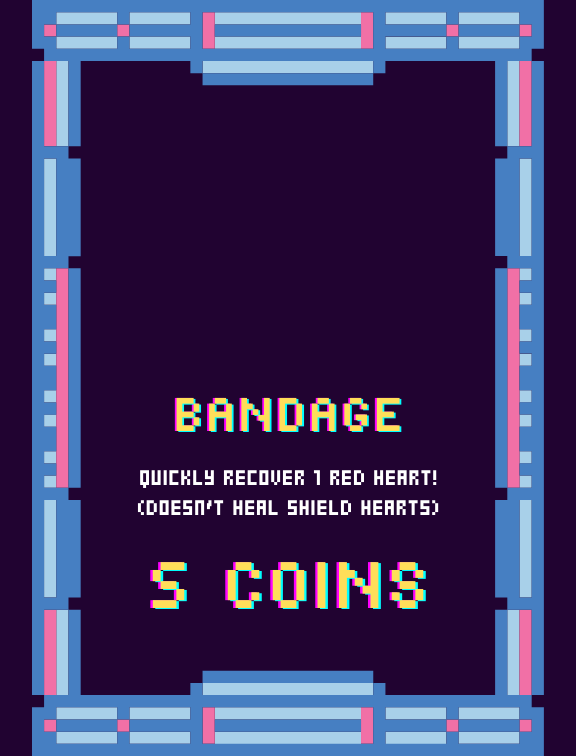 BANDAGE
QUICKLY RECOVER 1 RED HEART!
(DOESN'T HEAL SHIELD HEARTS)
5 COINS